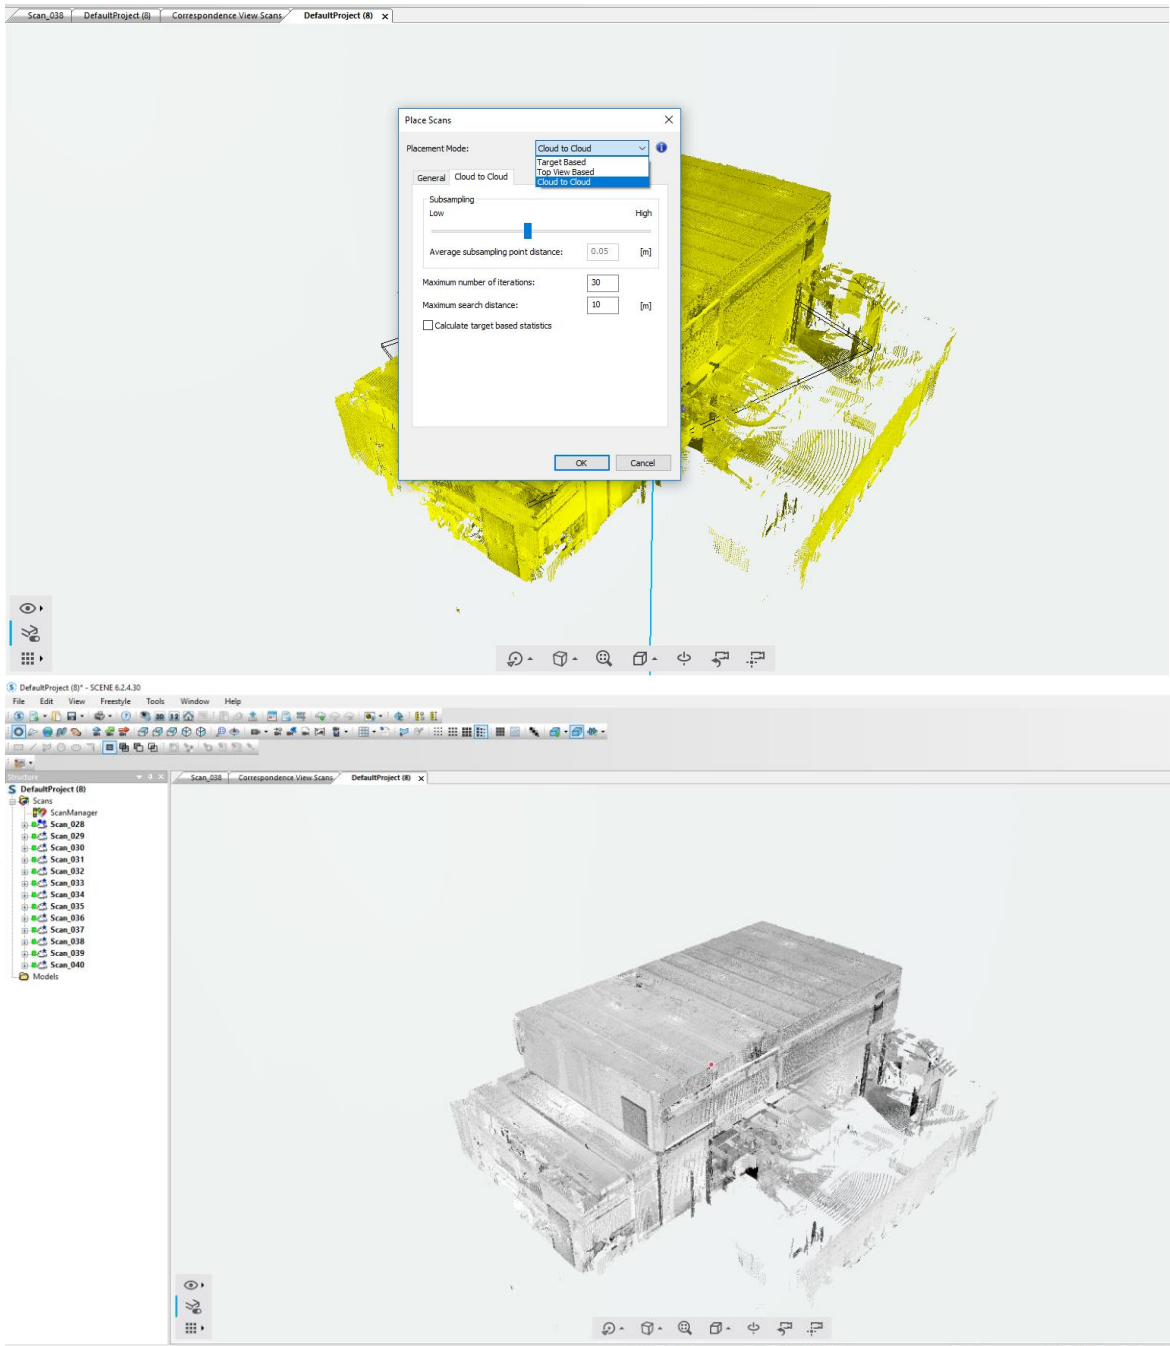 Scan_038 DefaultProject (8) Correspondence View Scans DefaultProject (8) x
Place Scans
Placement Mode: Cloud to Cloud
Target Based
Top View Based
Cloud to Cloud
General Cloud to Cloud
Subsampling
Low High
Average subsampling point distance: 0.05 [m]
Maximum number of iterations: 30
Maximum search distance: 10 [m]
Calculate target based statistics
OK Cancel
DefaultProject (8)* - SCENE 6.2.4.30
File Edit View Freestyle Tools Window Help
Structure
Scan_038 Correspondence View Scans DefaultProject (8) x
DefaultProject (8)
Scans
ScanManager
Scan_028
Scan_029
Scan_030
Scan_031
Scan_032
Scan_033
Scan_034
Scan_035
Scan_036
Scan_037
Scan_038
Scan_039
Scan_040
Models